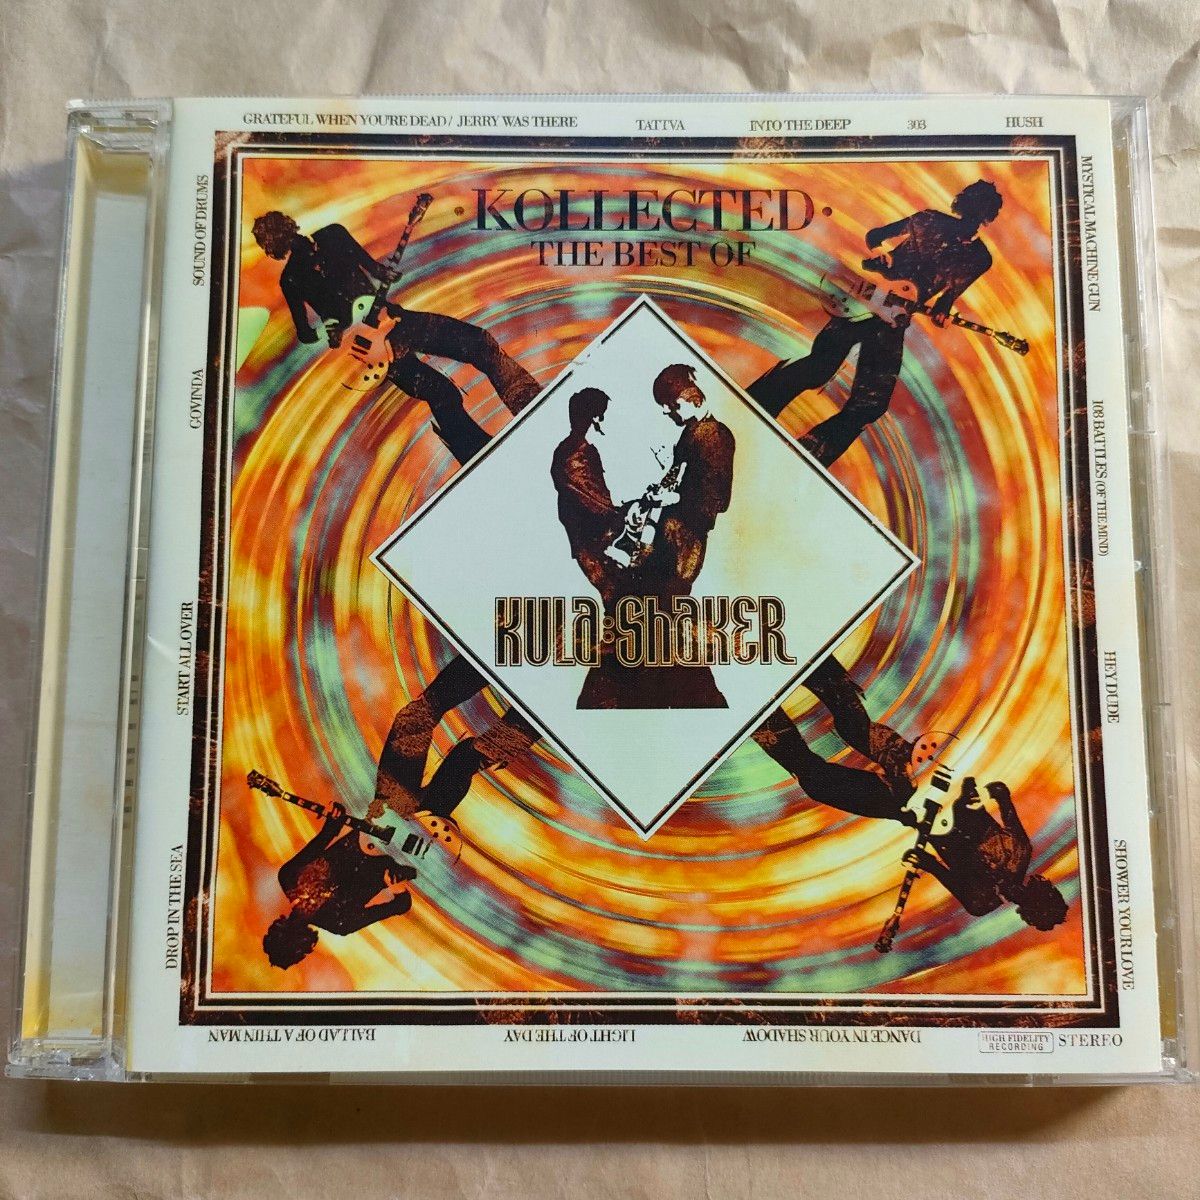 GRATEFUL WHEN YOU'RE DEAD / JERRY WAS THERE TATTVA INTO THE DEEP 303 HUSH
MYSTICAL MACHINE GUN
108 BATTLES (OF THE MIND)
HEY DUDE
SHOWER YOUR LOVE
HIGH FIDELITY
RECORDING
STEREO
DANCE IN YOUR SHADOW
LIGHT OF THE DAY
BALLAD OF A THIN MAN
DROP IN THE SEA
START ALL OVER
GOVINDA
SOUND OF DRUMS
• KOLLECTED •
THE BEST OF
KULa:ShaKER